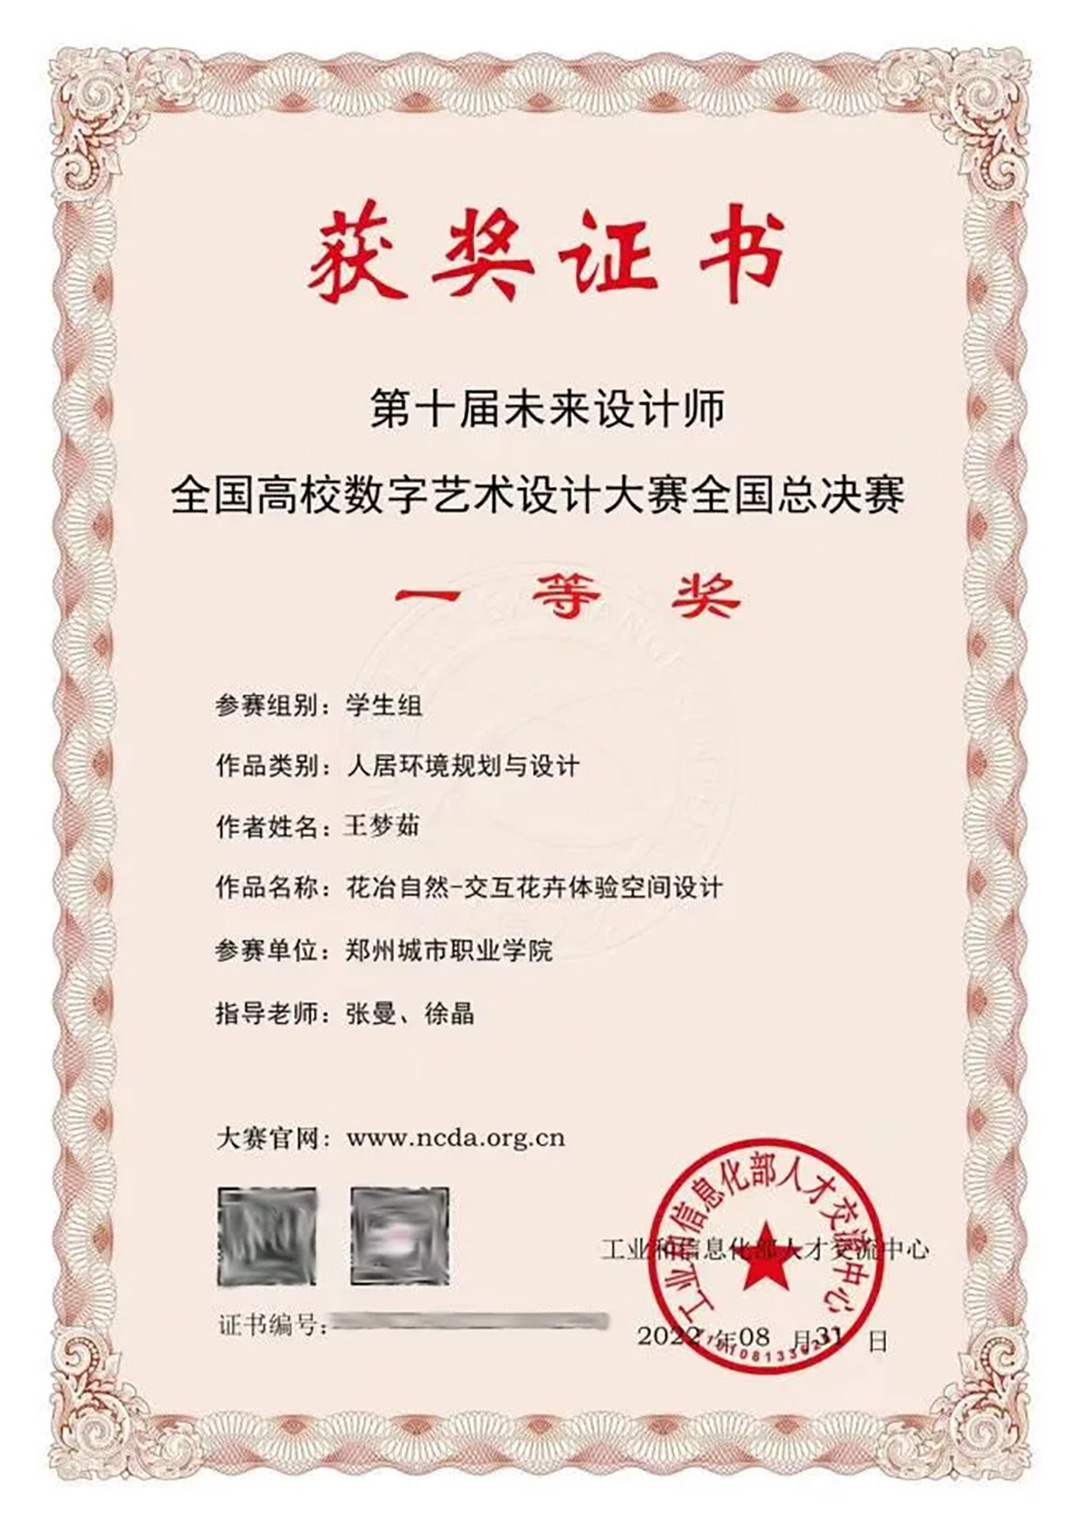 获奖证书
第十届未来设计师
全国高校数字艺术设计大赛全国总决赛
一等奖
参赛组别：学生组
作品类别：人居环境规划与设计
作者姓名：王梦茹
作品名称：花冶自然-交互花卉体验空间设计
参赛单位：郑州城市职业学院
指导老师：张曼、徐晶
大赛官网：www.ncda.org.cn
工业和信息化部人才交流中心
工业和信息化部人才交流中心
证书编号：
2022 年08 月31 日